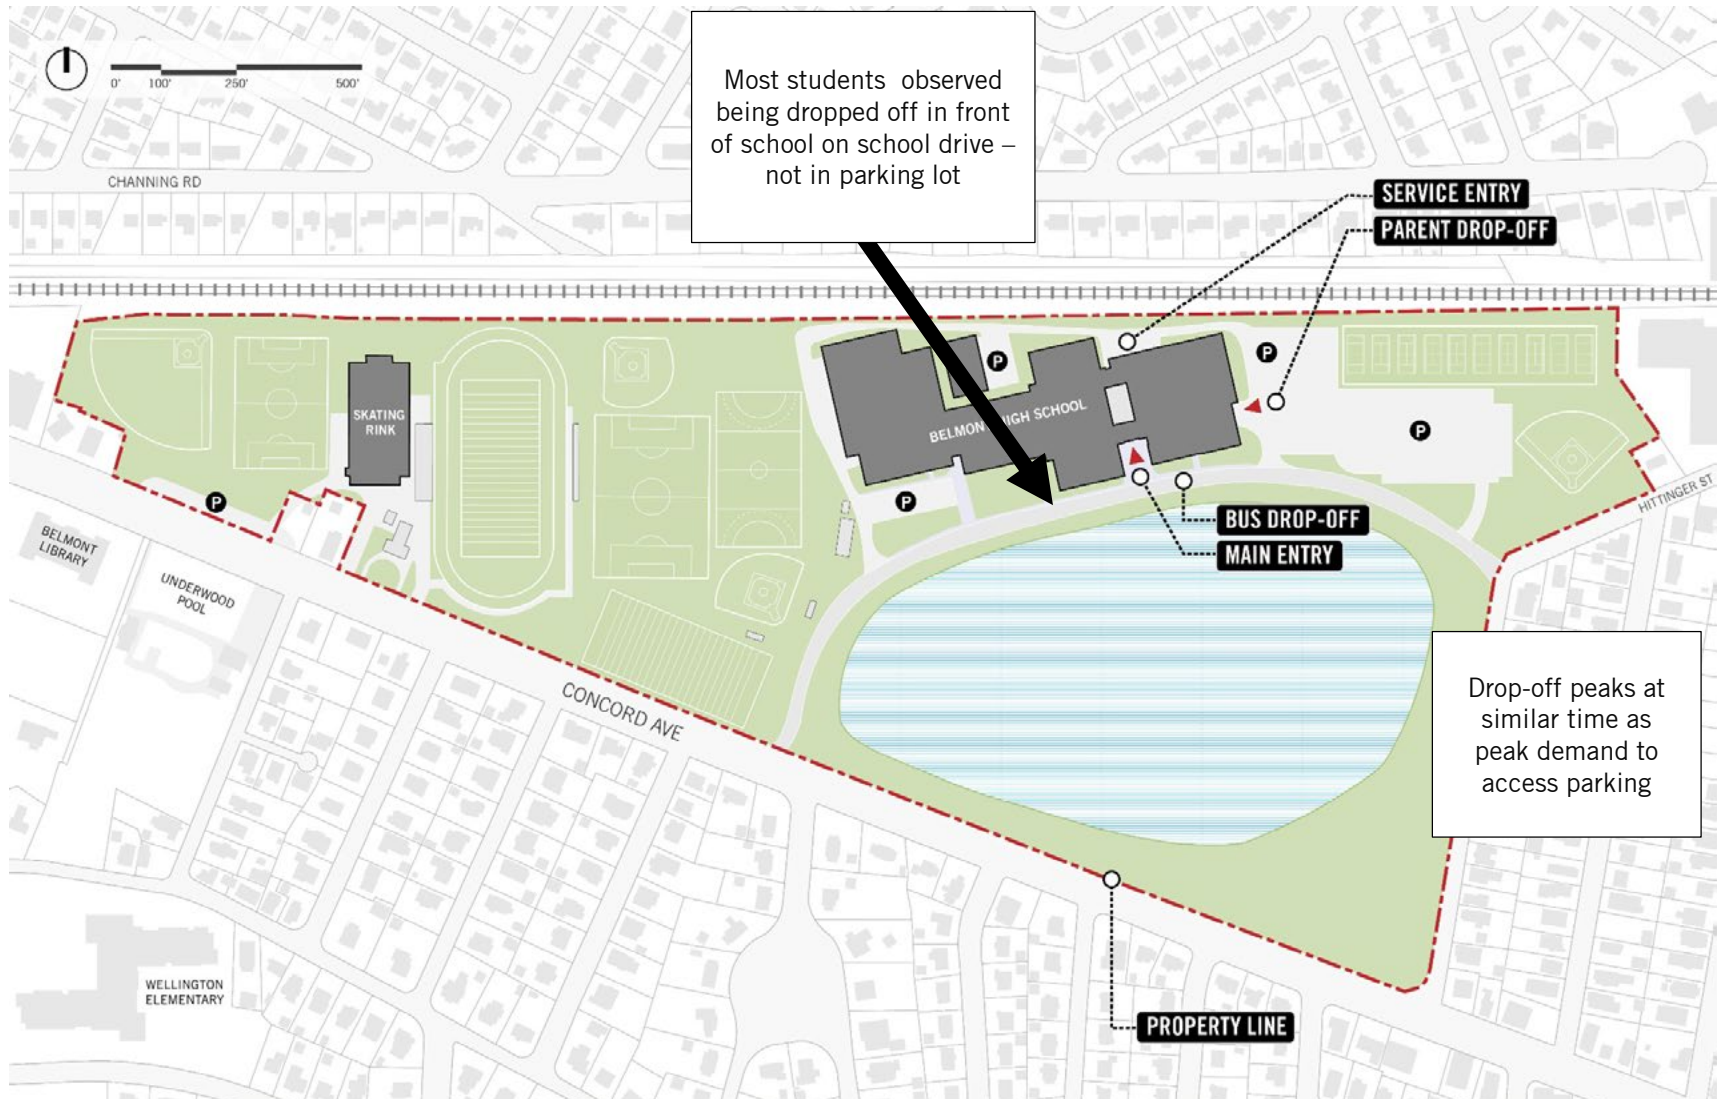 Most students observed
being dropped off in front
of school on school drive –
not in parking lot
0'
100'
250'
500'
CHANNING RD
SERVICE ENTRY
PARENT DROP-OFF
P
P
P
P
P
SKATING
RINK
BELMON HIGH SCHOOL
HITTINGER ST
BUS DROP-OFF
MAIN ENTRY
BELMONT
LIBRARY
UNDERWOOD
POOL
CONCORD AVE
Drop-off peaks at
similar time as
peak demand to
access parking
WELLINGTON
ELEMENTARY
PROPERTY LINE